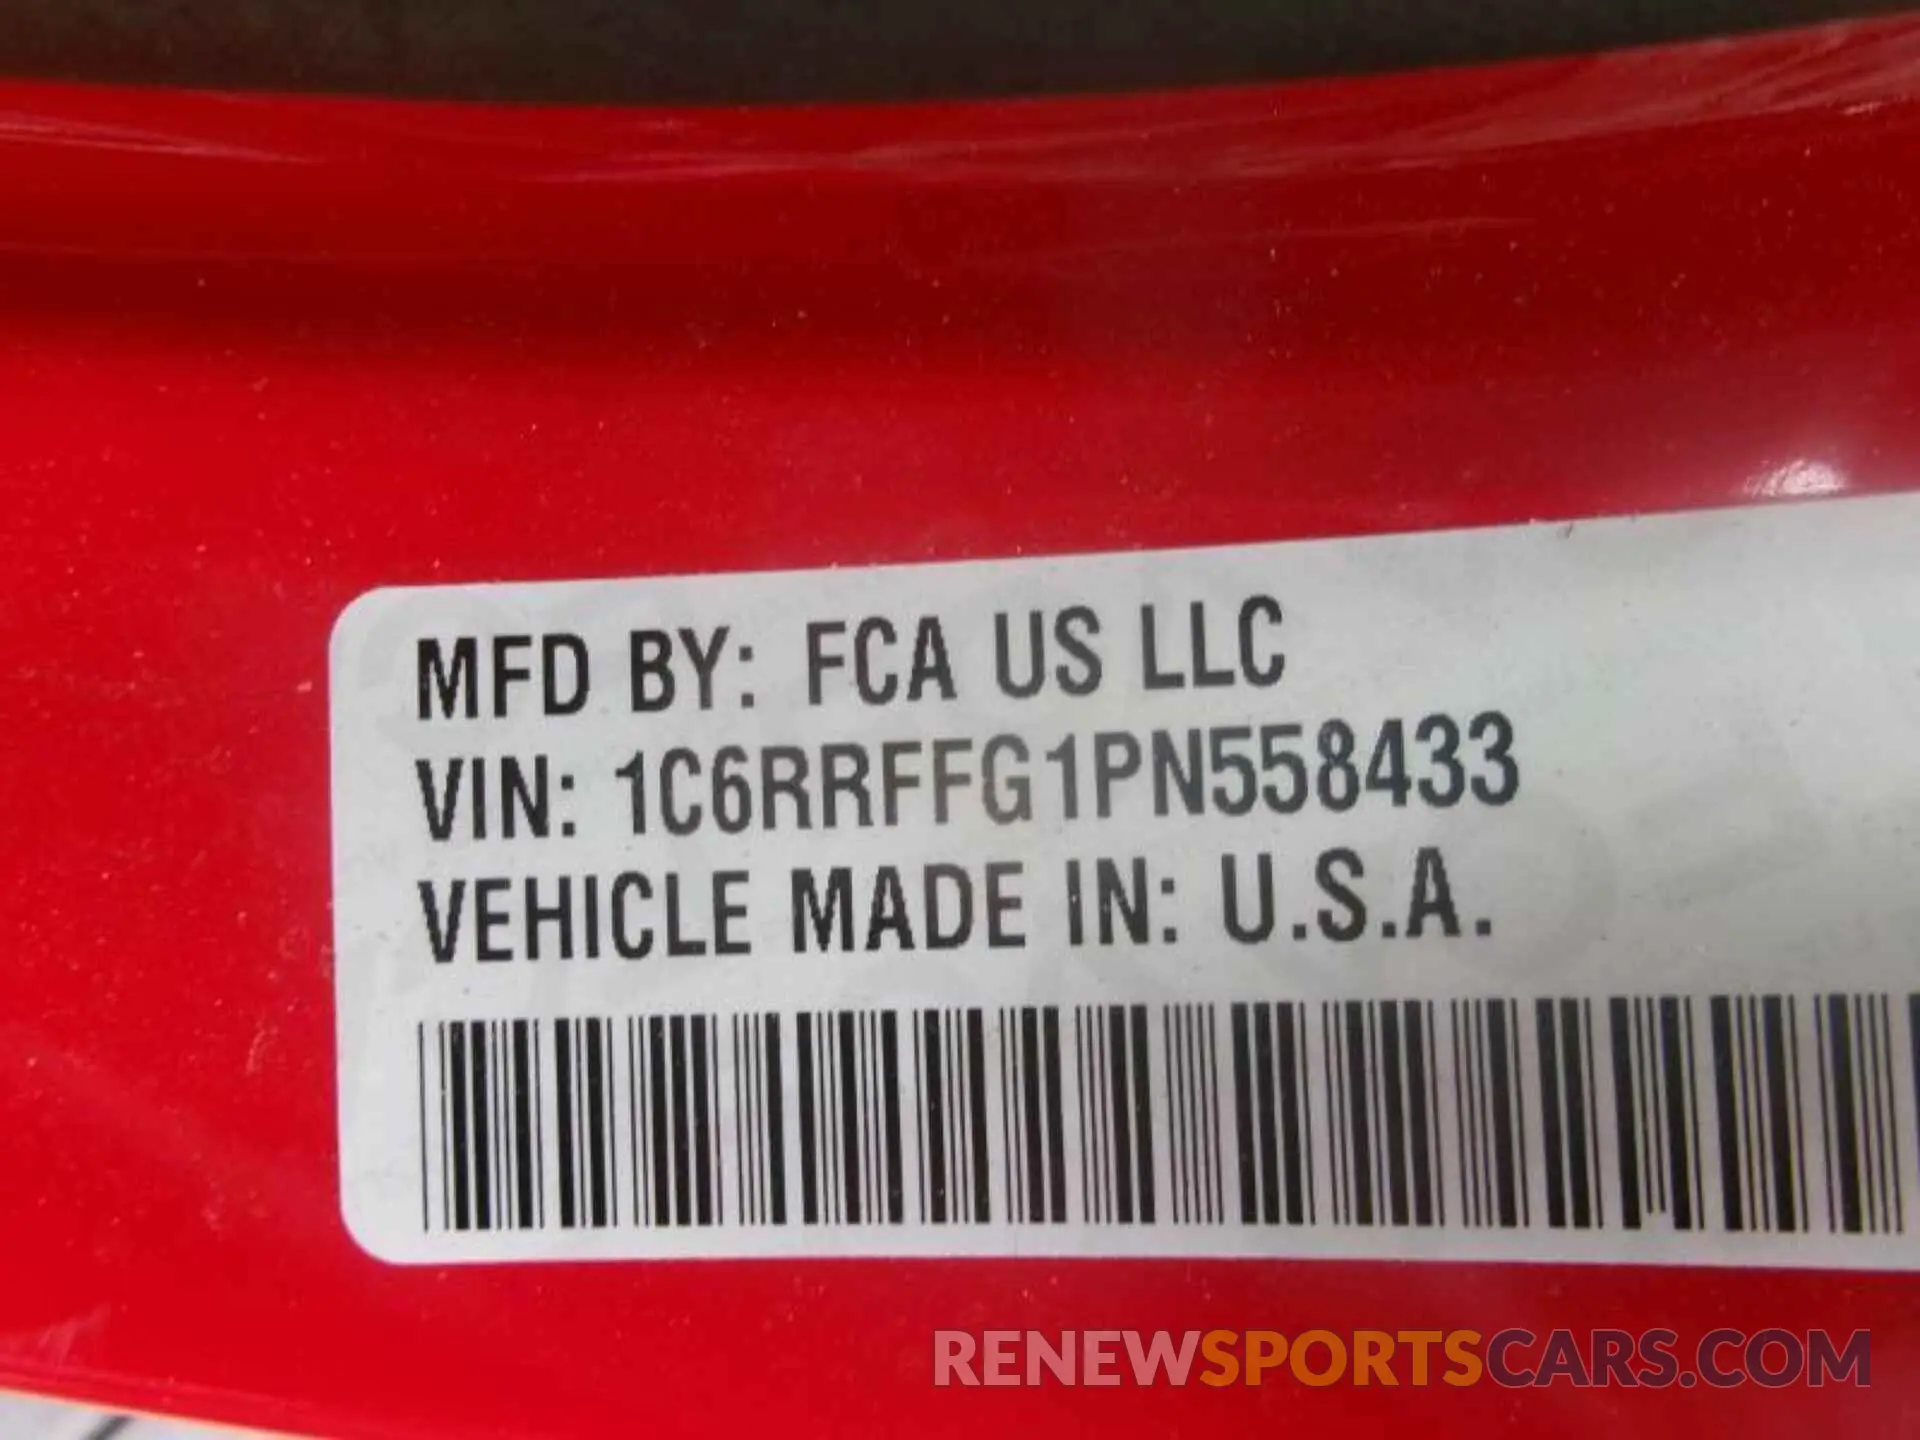 MFD BY: FCA US LLC
VIN: 1C6RRFFG1PN558433
VEHICLE MADE IN: U.S.A.
RENEWSPORTSCARS.COM